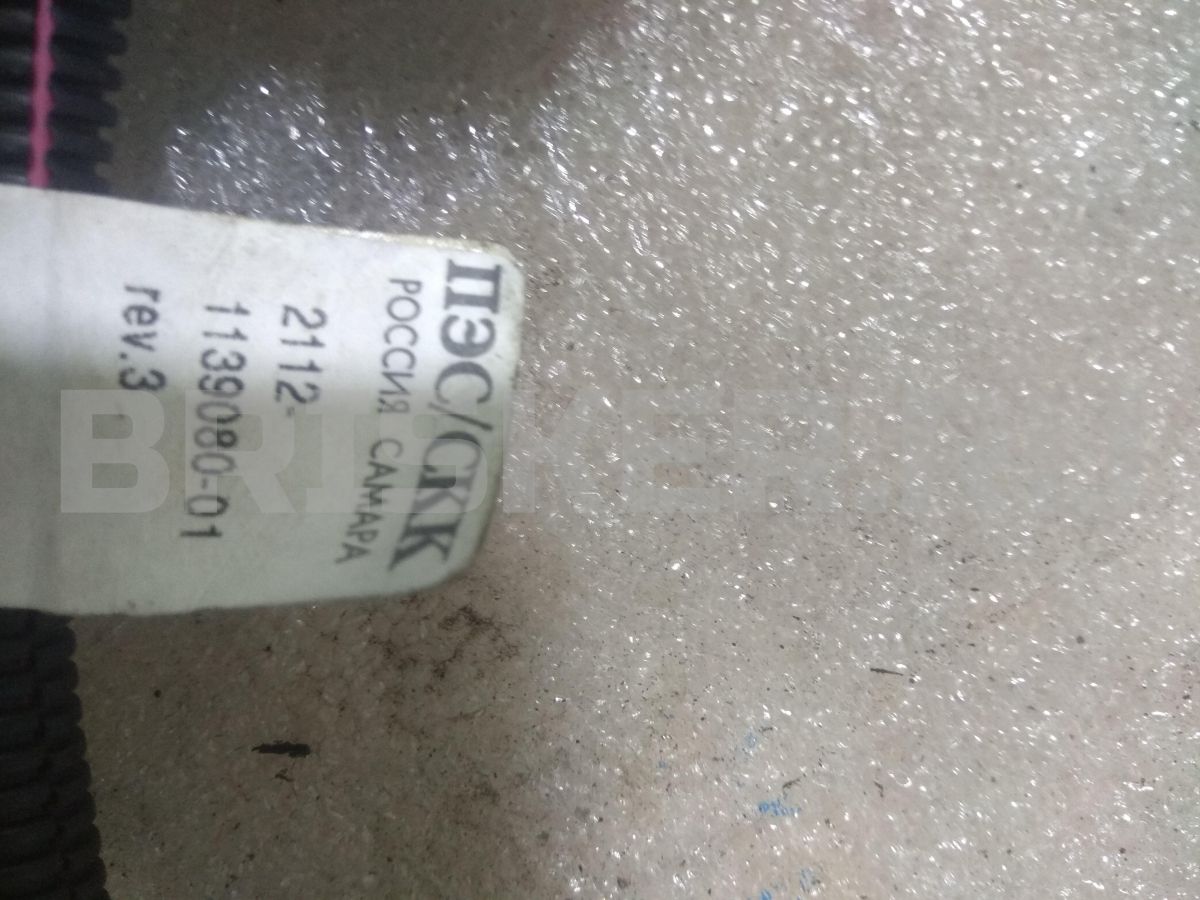 ПЭС/СКК
РОССИЯ САМАРА
2112-
1139080-01
rev.3